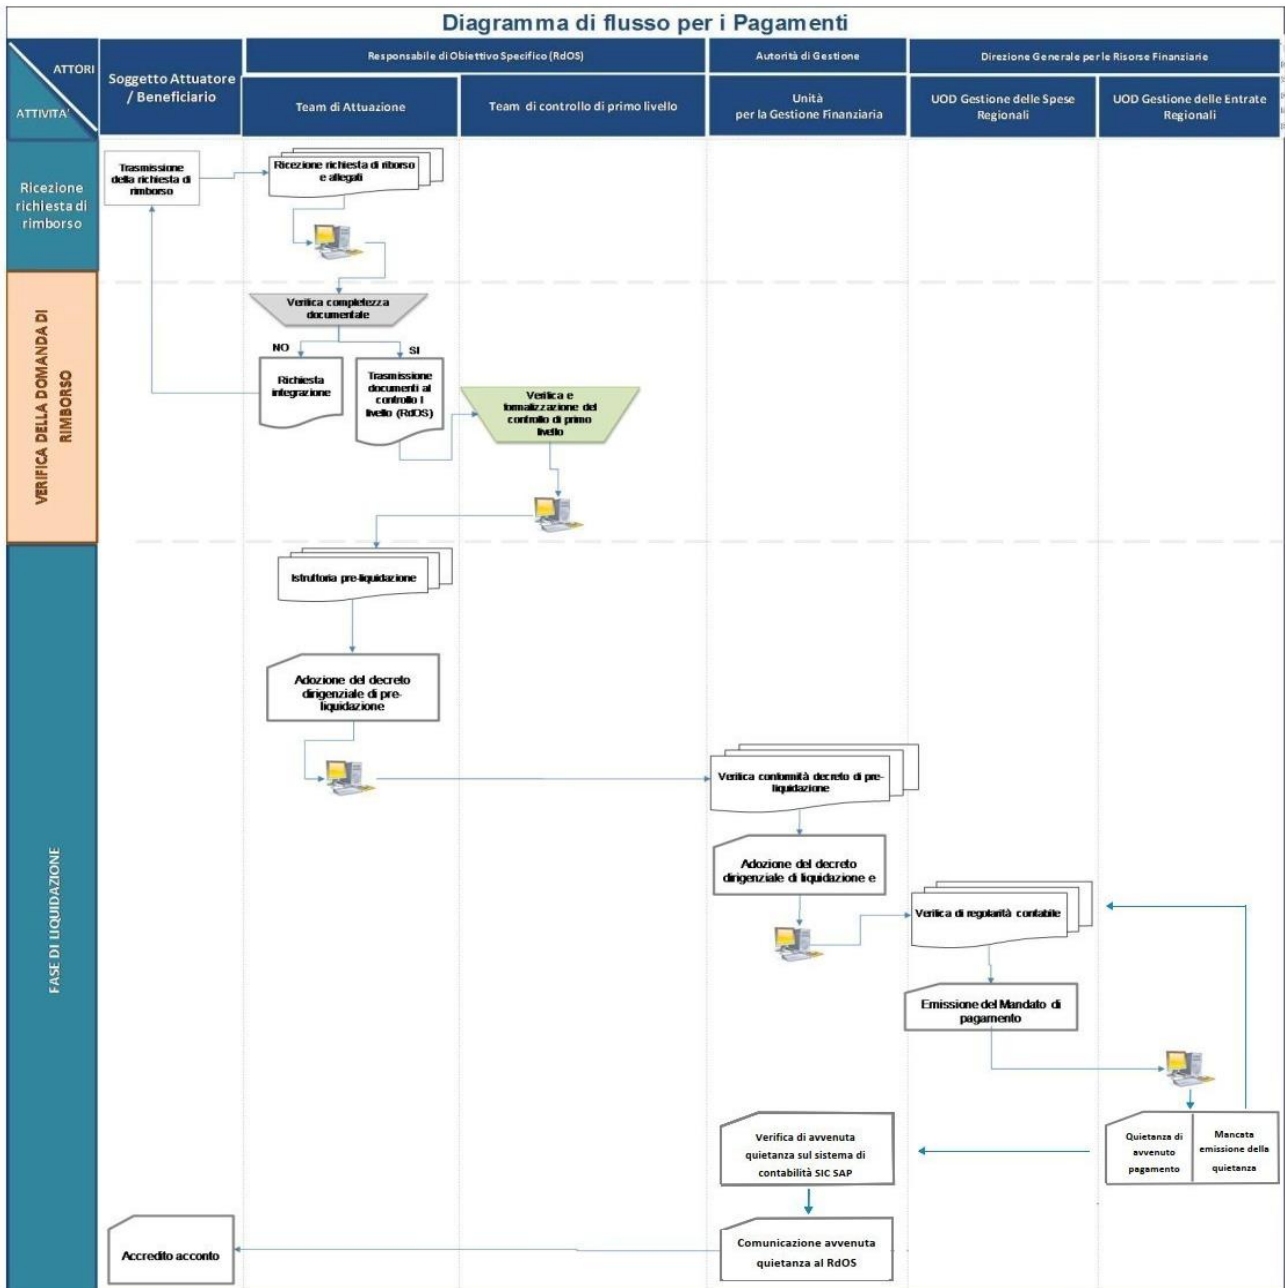 Diagramma di flusso per i Pagamenti
ATTORI
ATTIVITA'
Soggetto Attuatore
/ Beneficiario
Responsabile di Obiettivo Specifico (RdOS)
Autorità di Gestione
Direzione Generale per le Risorse Finanziarie
Team di Attuazione
Team di controllo di primo livello
Unità
per la Gestione Finanziaria
UOD Gestione delle Spese
Regionali
UOD Gestione delle Entrate
Regionali
Ricezione
richiesta di
rimborso
Trasmissione
della richiesta di
rimborso
Ricezione richiesta di riborso
e allegati
VERIFICA DELLA DOMANDA DI
RIMBORSO
Verifica completezza
documentale
NO
SI
Richiesta
integrazione
Trasmissione
documenti al
controllo I
livello (RdOS)
Verifica e
formalizzazione del
controllo di primo
livello
FASE DI LIQUIDAZIONE
Istruttoria pre-liquidazione
Adozione del decreto
dirigenziale di pre-
liquidazione
Verifica conformità decreto di pre-
liquidazione
Adozione del decreto
dirigenziale di liquidazione e
Verifica di regolarità contabile
Emissione del Mandato di
pagamento
Quietanza di
avvenuto
pagamento
Mancata
emissione della
quietanza
Verifica di avvenuta
quietanza sul sistema di
contabilità SIC SAP
Comunicazione avvenuta
quietanza al RdOS
Accredito acconto